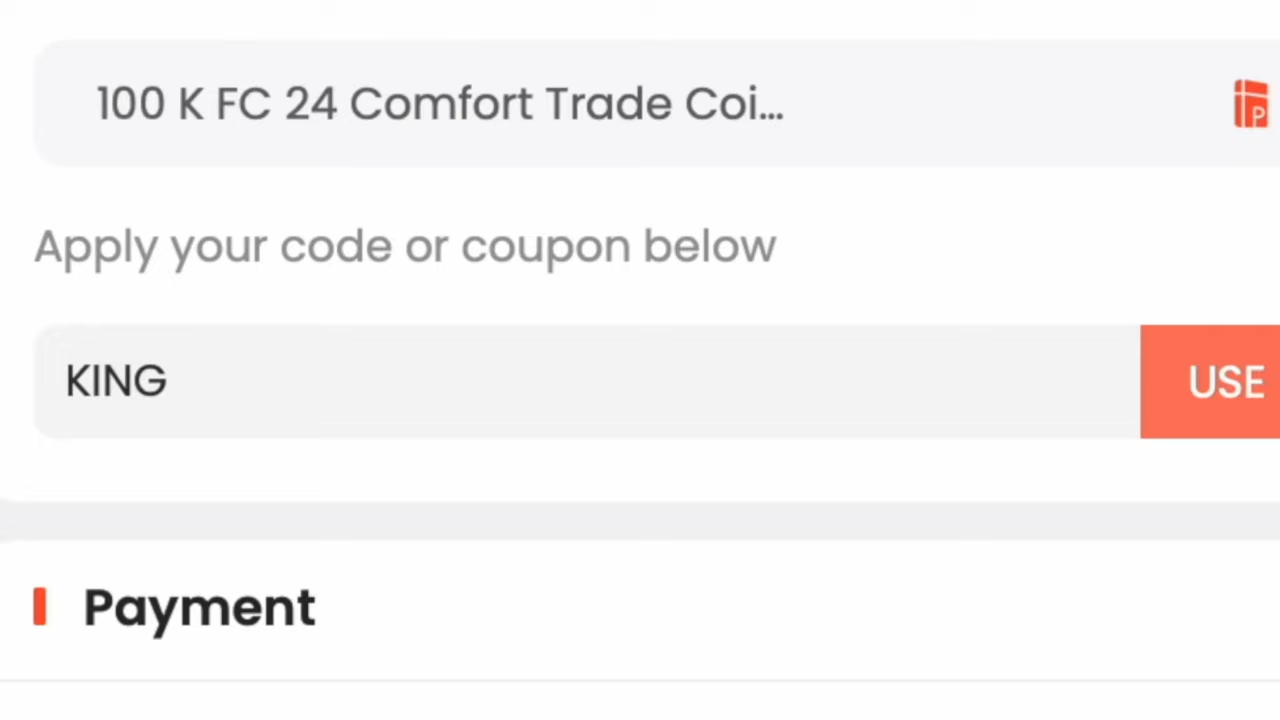 100 K FC 24 Comfort Trade Coi...
P
Apply your code or coupon below
KING
USE
Payment